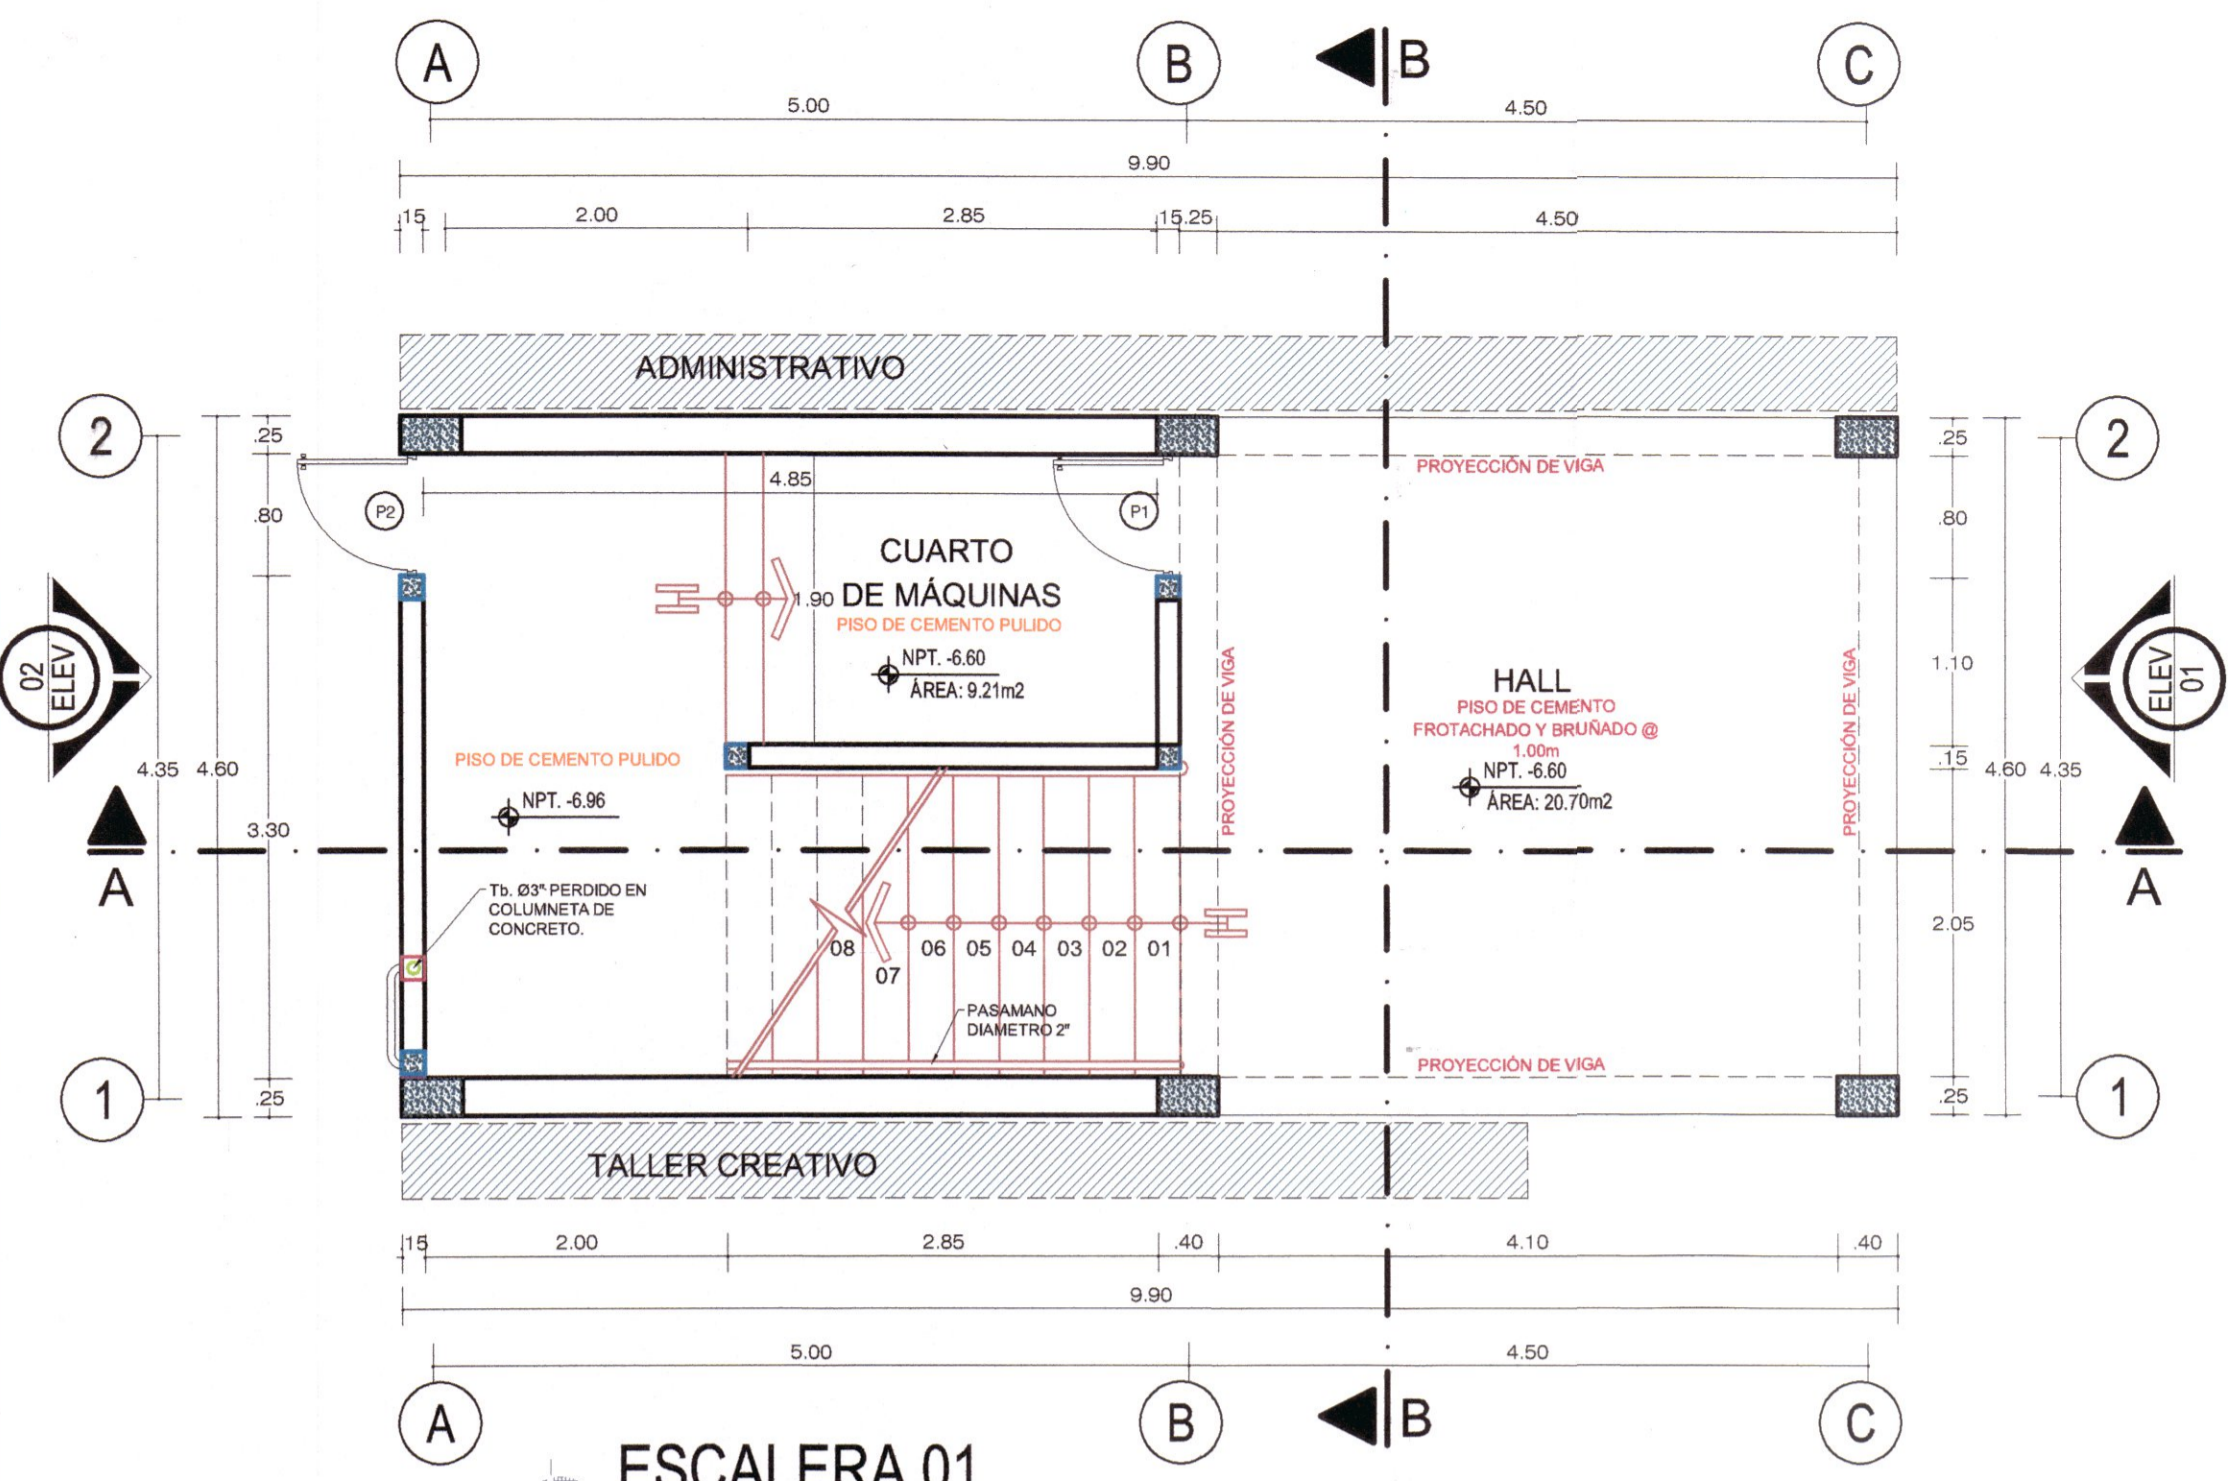 A B B C
5.00 4.50
9.90
.15 2.00 2.85 .15 .25 4.50
ADMINISTRATIVO
2 2
.25 .25
PROYECCIÓN DE VIGA
4.85
.80 P2 P1 .80
CUARTO
DE MÁQUINAS
1.90
PISO DE CEMENTO PULIDO
NPT. -6.60
ÁREA: 9.21m2
02
ELEV
ELEV
01
1.10
PROYECCIÓN DE VIGA
PROYECCIÓN DE VIGA
HALL
PISO DE CEMENTO
FROTACHADO Y BRUÑADO @
1.00m
NPT. -6.60
ÁREA: 20.70m2
PISO DE CEMENTO PULIDO
NPT. -6.96
4.35 4.60 .15 4.60 4.35
3.30
A A
Tb. Ø3" PERDIDO EN
COLUMNETA DE
CONCRETO.
2.05
08 07 06 05 04 03 02 01
PASAMANO
DIAMETRO 2"
PROYECCIÓN DE VIGA
1 1
.25 .25
TALLER CREATIVO
.15 2.00 2.85 .40 4.10 .40
9.90
5.00 4.50
A B B C
ESCALERA 01